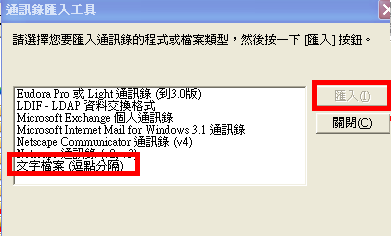 通訊錄匯入工具
請選擇您要匯入通訊錄的程式或檔案類型，然後按一下 [匯入] 按鈕。
Eudora Pro 或 Light 通訊錄 (到3.0版)
LDIF - LDAP 資料交換格式
Microsoft Exchange 個人通訊錄
Microsoft Internet Mail for Windows 3.1 通訊錄
Netscape Communicator 通訊錄 (v4)
通訊錄
文字檔案 (逗點分隔)
匯入(I)
關閉(C)